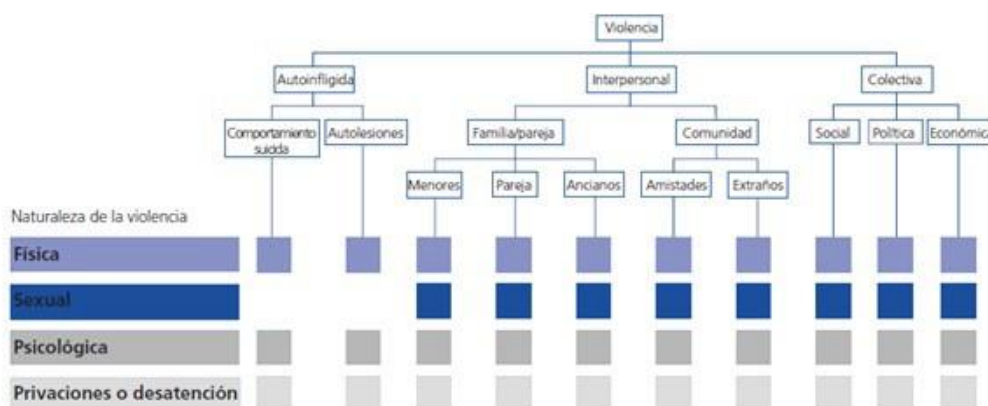 Violencia
Autoinfligida Interpersonal Colectiva
Comportamiento suicida Autolesiones Familia/pareja Comunidad Social Política Económica
Menores Pareja Ancianos Amistades Extraños
Naturaleza de la violencia
Física
Sexual
Psicológica
Privaciones o desatención